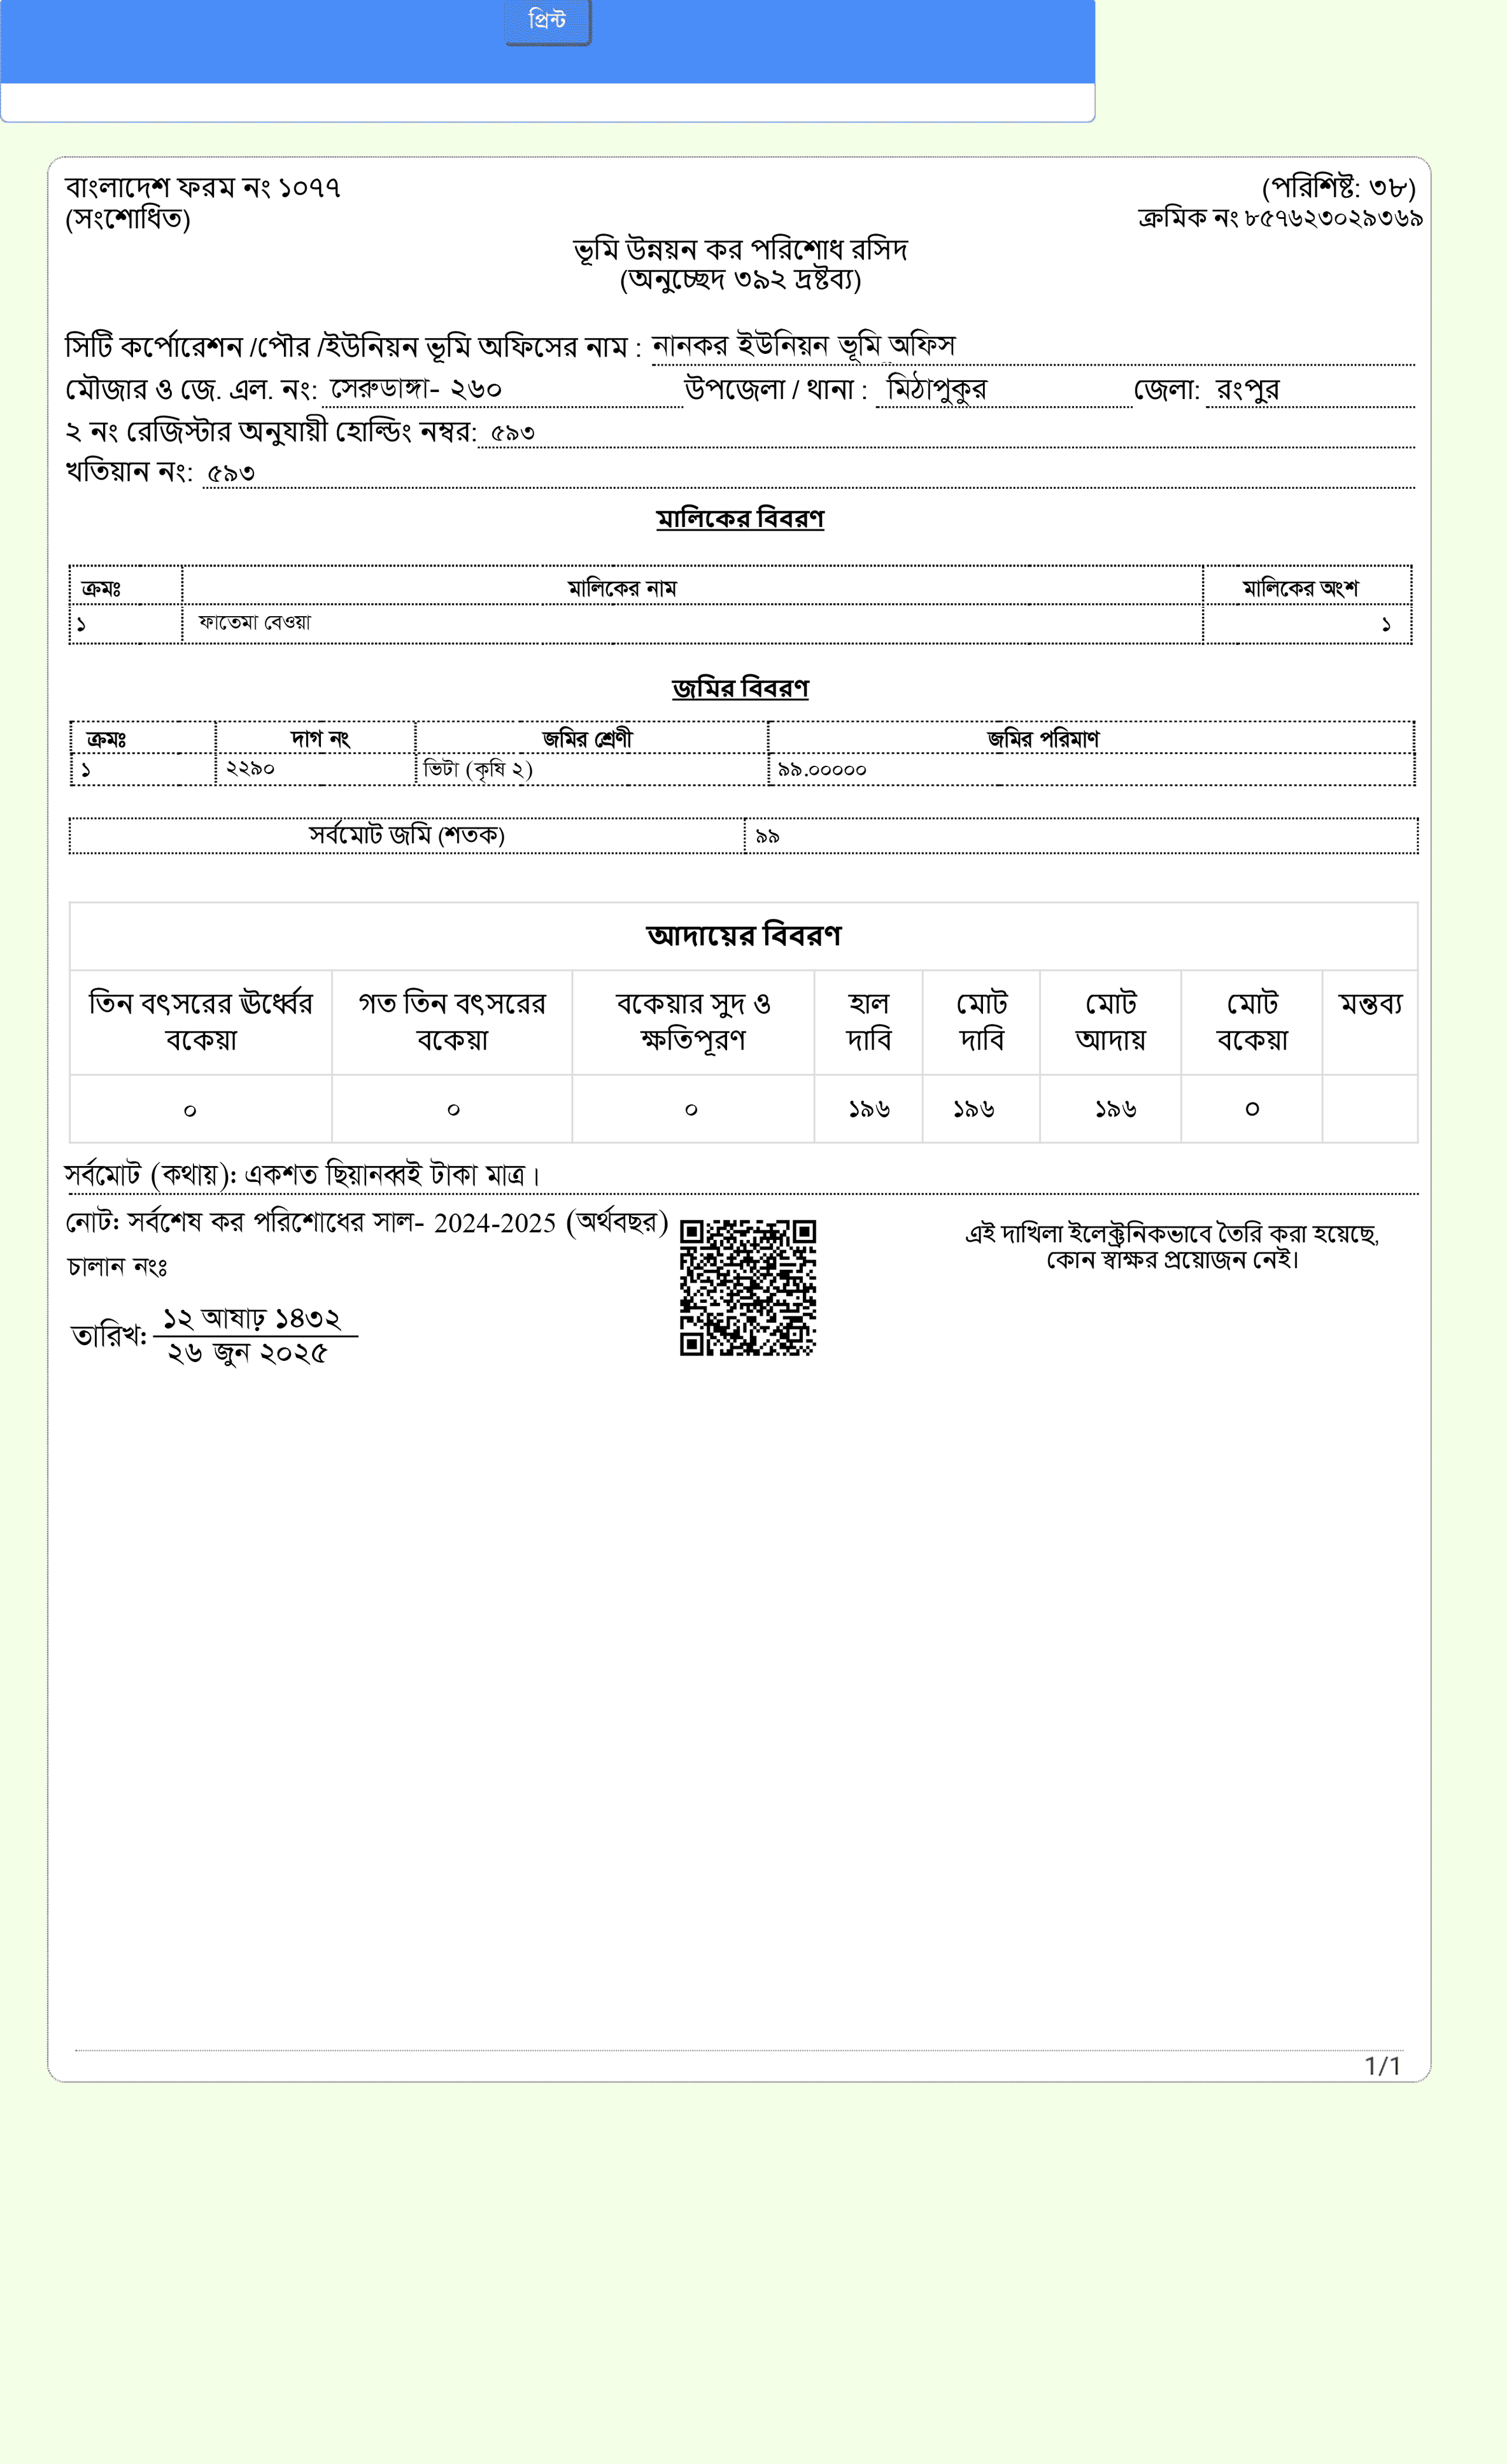 প্রিন্ট
বাংলাদেশ ফরম নং ১০৭৭
(সংশোধিত)
(পরিশিষ্ট: ৩৮)
ক্রমিক নং ৮৫৭৬২৩০২৯৩৬৯
ভূমি উন্নয়ন কর পরিশোধ রসিদ
(অনুচ্ছেদ ৩৯২ দ্রষ্টব্য)
সিটি কর্পোরেশন /পৌর /ইউনিয়ন ভূমি অফিসের নাম : নানকর ইউনিয়ন ভূমি অফিস
মৌজার ও জে. এল. নং: সেরুডাঙ্গা- ২৬০ উপজেলা / থানা : মিঠাপুকুর জেলা: রংপুর
২ নং রেজিস্টার অনুযায়ী হোল্ডিং নম্বর: ৫৯৩
খতিয়ান নং: ৫৯৩
মালিকের বিবরণ
ক্রমঃ মালিকের নাম মালিকের অংশ
১ ফাতেমা বেওয়া ১
জমির বিবরণ
ক্রমঃ দাগ নং জমির শ্রেণী জমির পরিমাণ
১ ২২৯০ ভিটা (কৃষি ২) ৯৯.০০০০০
সর্বমোট জমি (শতক) ৯৯
আদায়ের বিবরণ
তিন বৎসরের ঊর্ধ্বের বকেয়া গত তিন বৎসরের বকেয়া বকেয়ার সুদ ও ক্ষতিপূরণ হাল দাবি মোট দাবি মোট আদায় মোট বকেয়া মন্তব্য
০ ০ ০ ১৯৬ ১৯৬ ১৯৬ ০
সর্বমোট (কথায়): একশত ছিয়ানব্বই টাকা মাত্র।
নোট: সর্বশেষ কর পরিশোধের সাল- 2024-2025 (অর্থবছর)
চালান নংঃ
তারিখ: ১২ আষাঢ় ১৪৩২
২৬ জুন ২০২৫
এই দাখিলা ইলেক্ট্রনিকভাবে তৈরি করা হয়েছে,
কোন স্বাক্ষর প্রয়োজন নেই।
1/1